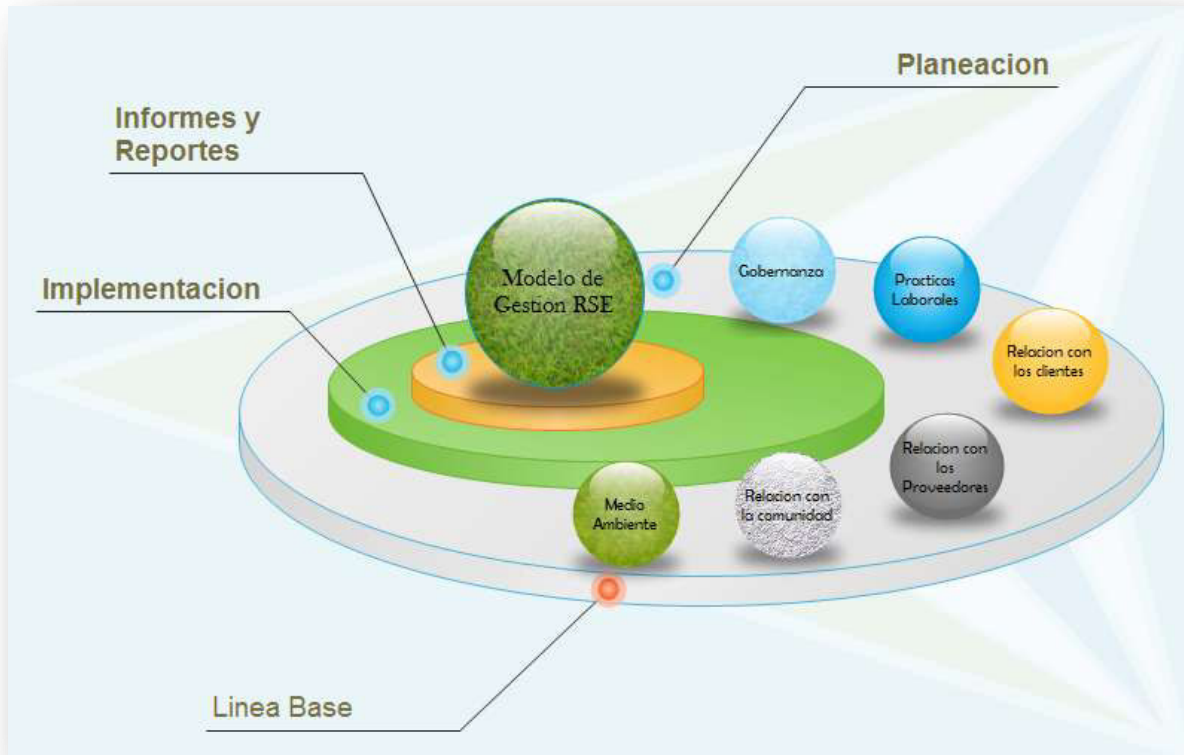 Planeacion
Informes y
Reportes
Implementacion
Modelo de
Gestion RSE
Gobernanza
Practicas
Laborales
Relacion con
los clientes
Relacion con
los
Proveedores
Relacion con
la comunidad
Medio
Ambiente
Linea Base